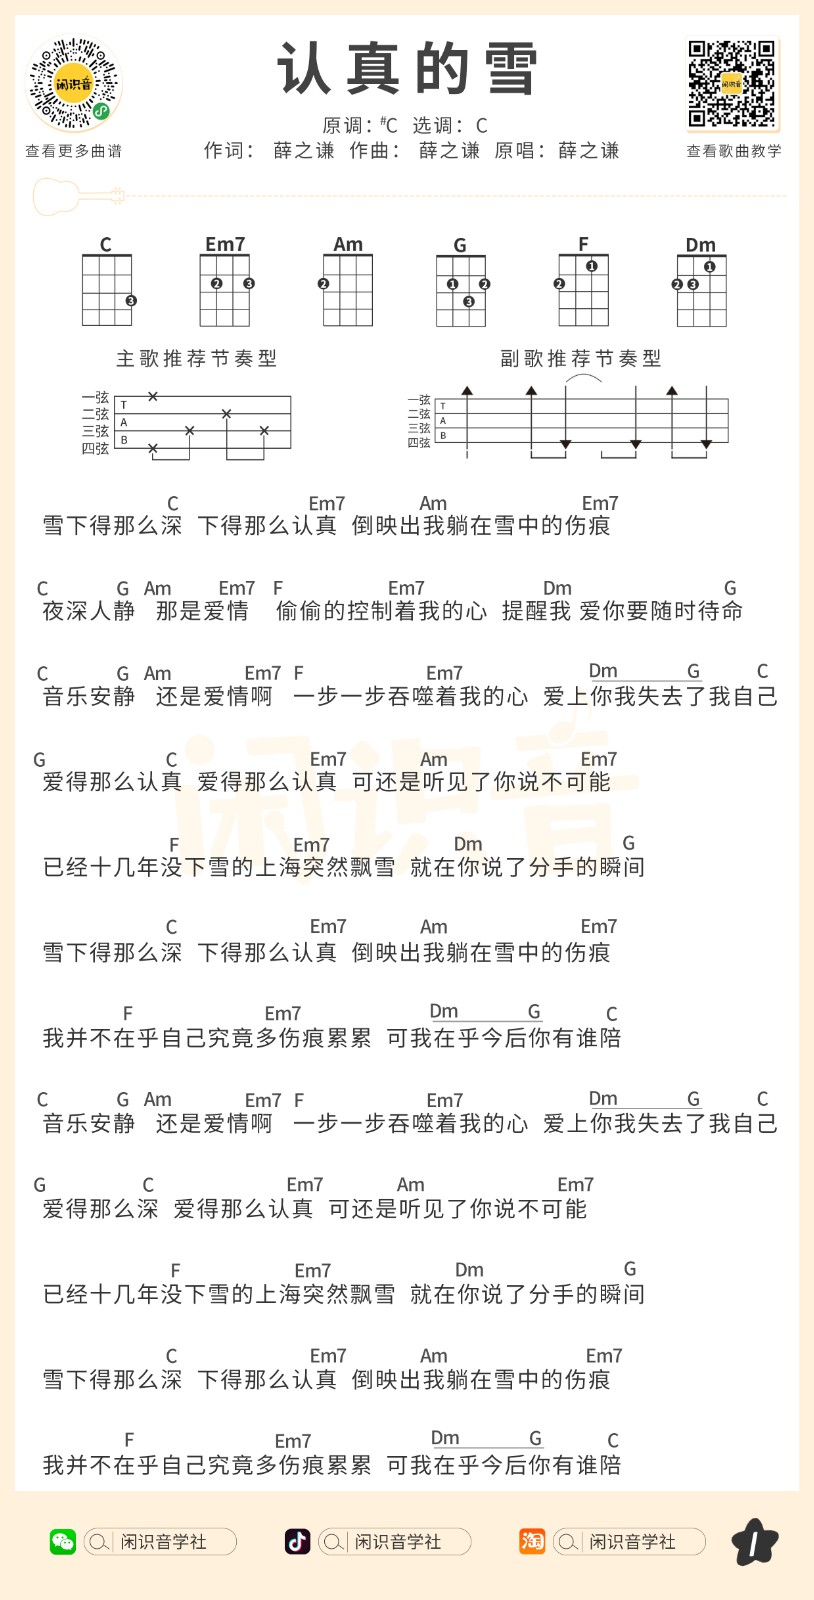 认真的雪
原调：#C 选调：C
作词： 薛之谦 作曲： 薛之谦 原唱：薛之谦
闲识音
查看更多曲谱
闲识音
查看歌曲教学
C Em7 Am G F Dm
3
2 3
2
1 2 3
1 2
1 2 3
主歌推荐节奏型
一弦
二弦
三弦
四弦
T
A
B
副歌推荐节奏型
一弦
二弦
三弦
四弦
T
A
B
C Em7 Am Em7
雪下得那么深 下得那么认真 倒映出我躺在雪中的伤痕
C G Am Em7 F Em7 Dm G
夜深人静 那是爱情 偷偷的控制着我的心 提醒我 爱你要随时待命
C G Am Em7 F Em7 Dm G C
音乐安静 还是爱情啊 一步一步吞噬着我的心 爱上你我失去了我自己
G C Em7 Am Em7
爱得那么认真 爱得那么认真 可还是听见了你说不可能
F Em7 Dm G
已经十几年没下雪的上海突然飘雪 就在你说了分手的瞬间
C Em7 Am Em7
雪下得那么深 下得那么认真 倒映出我躺在雪中的伤痕
F Em7 Dm G C
我并不在乎自己究竟多伤痕累累 可我在乎今后你有谁陪
C G Am Em7 F Em7 Dm G C
音乐安静 还是爱情啊 一步一步吞噬着我的心 爱上你我失去了我自己
G C Em7 Am Em7
爱得那么深 爱得那么认真 可还是听见了你说不可能
F Em7 Dm G
已经十几年没下雪的上海突然飘雪 就在你说了分手的瞬间
C Em7 Am Em7
雪下得那么深 下得那么认真 倒映出我躺在雪中的伤痕
F Em7 Dm G C
我并不在乎自己究竟多伤痕累累 可我在乎今后你有谁陪
闲识音
闲识音学社
闲识音学社
淘
闲识音学社
1